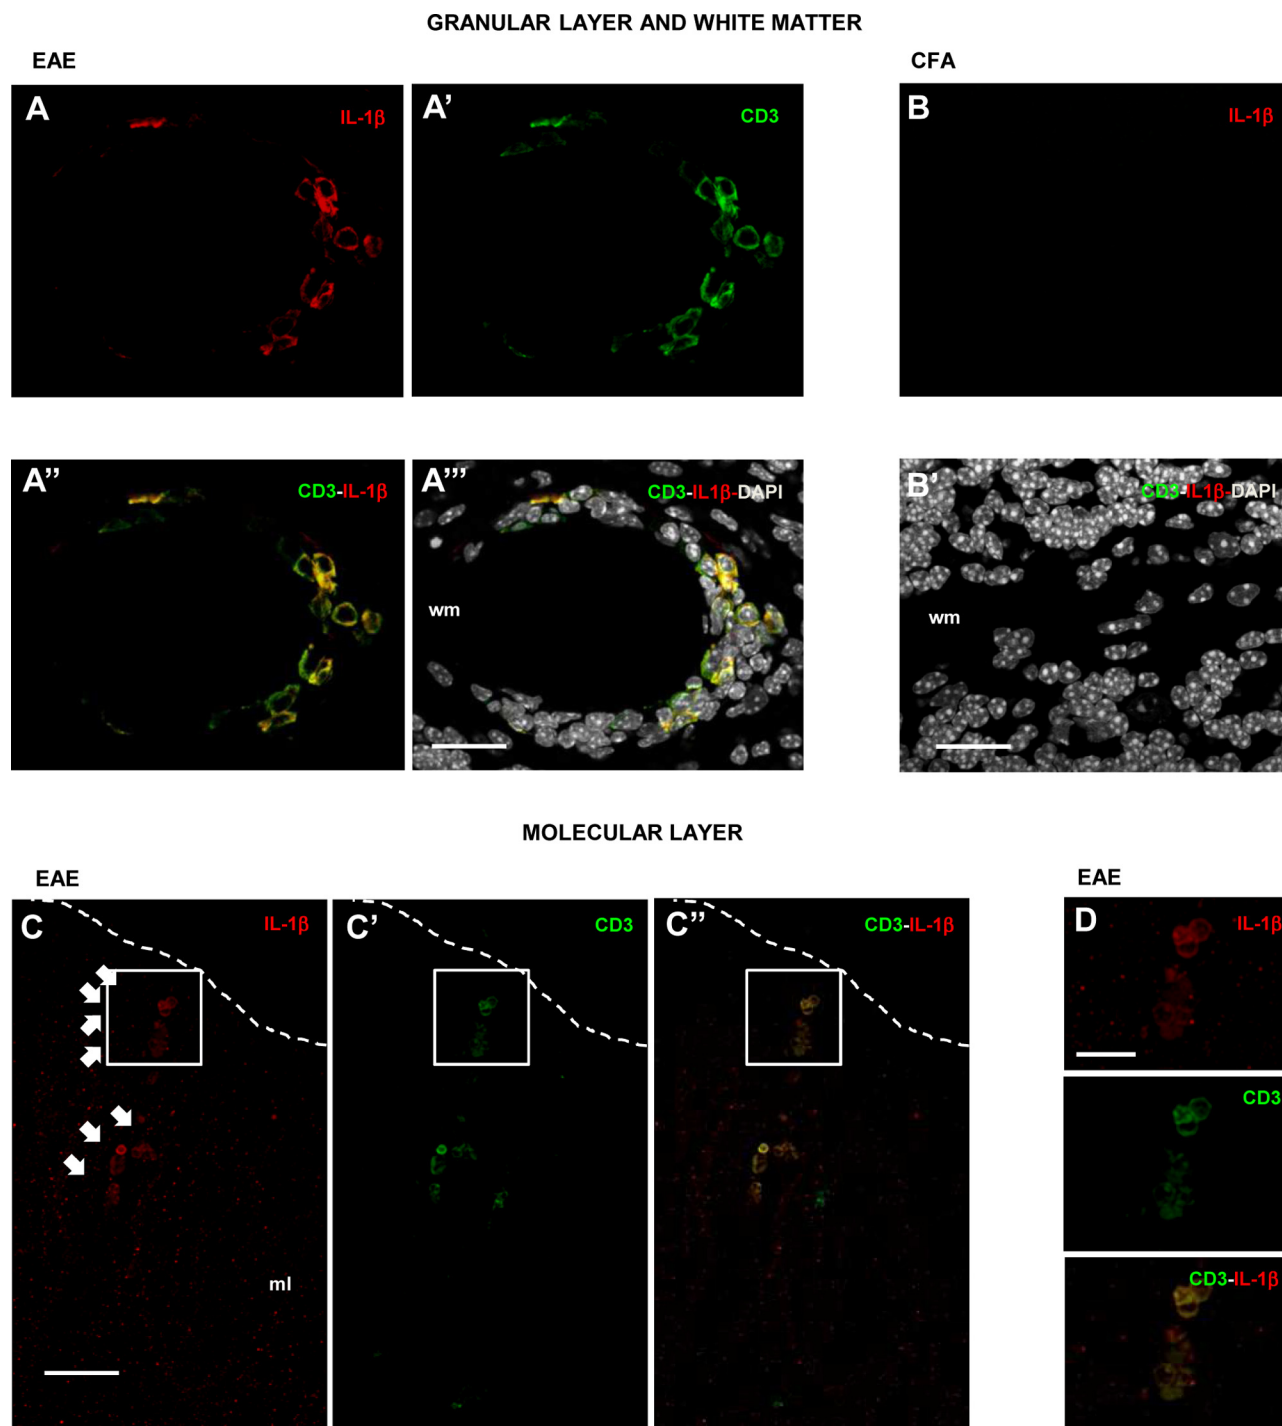 GRANULAR LAYER AND WHITE MATTER
EAE
CFA
A
IL-1β
A’
CD3
B
IL-1β
A’’
CD3-IL-1β
A’’’
CD3-IL1β-DAPI
wm
B’
CD3-IL1β-DAPI
wm
MOLECULAR LAYER
EAE
EAE
C
IL-1β
C’
CD3
C’’
CD3-IL-1β
D
IL-1β
CD3
CD3-IL-1β
ml